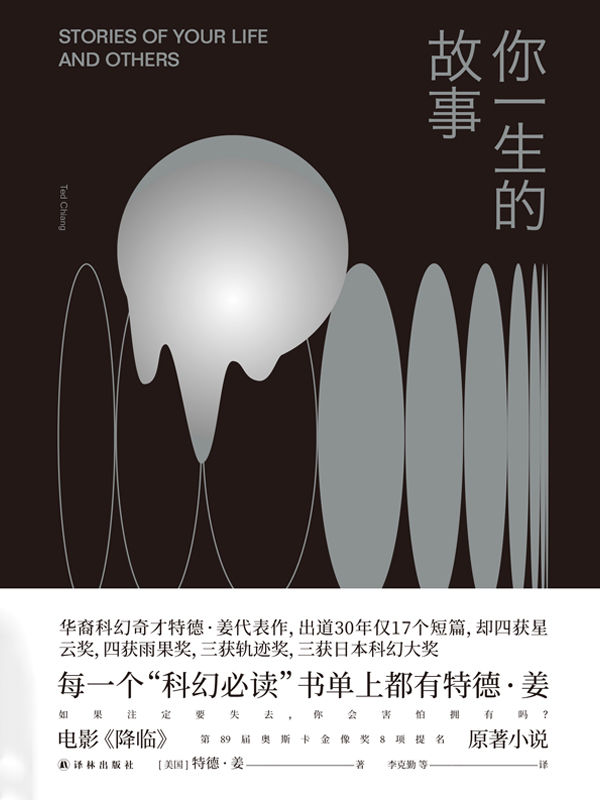 STORIES OF YOUR LIFE
AND OTHERS
你一生的
故事
Ted Chiang
华裔科幻奇才特德·姜代表作, 出道30年仅17个短篇, 却四获星
云奖, 四获雨果奖, 三获轨迹奖, 三获日本科幻大奖
每一个“科幻必读”书单上都有特德·姜
如果注定要失去，你会害怕拥有吗？
电影《降临》 第89届奥斯卡金像奖8项提名 原著小说
译林出版社 [美国] 特德·姜 著 李克勤 等 译